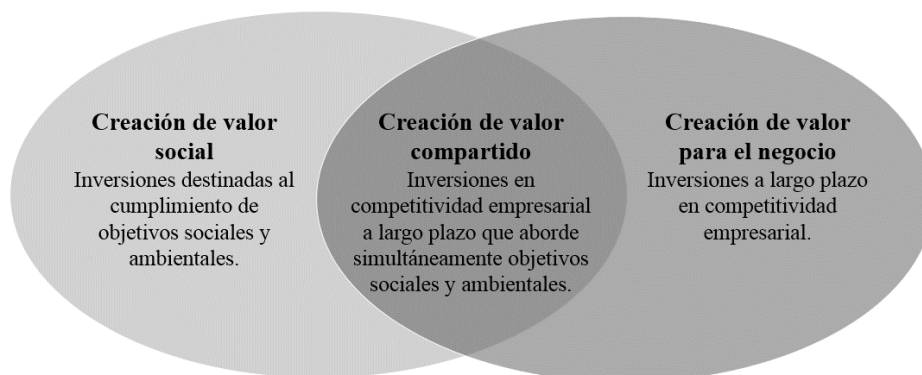 Creación de valor
social
Inversiones destinadas al
cumplimiento de
objetivos sociales y
ambientales.
Creación de valor
compartido
Inversiones en
competitividad empresarial
a largo plazo que aborde
simultáneamente objetivos
sociales y ambientales.
Creación de valor
para el negocio
Inversiones a largo plazo
en competitividad
empresarial.